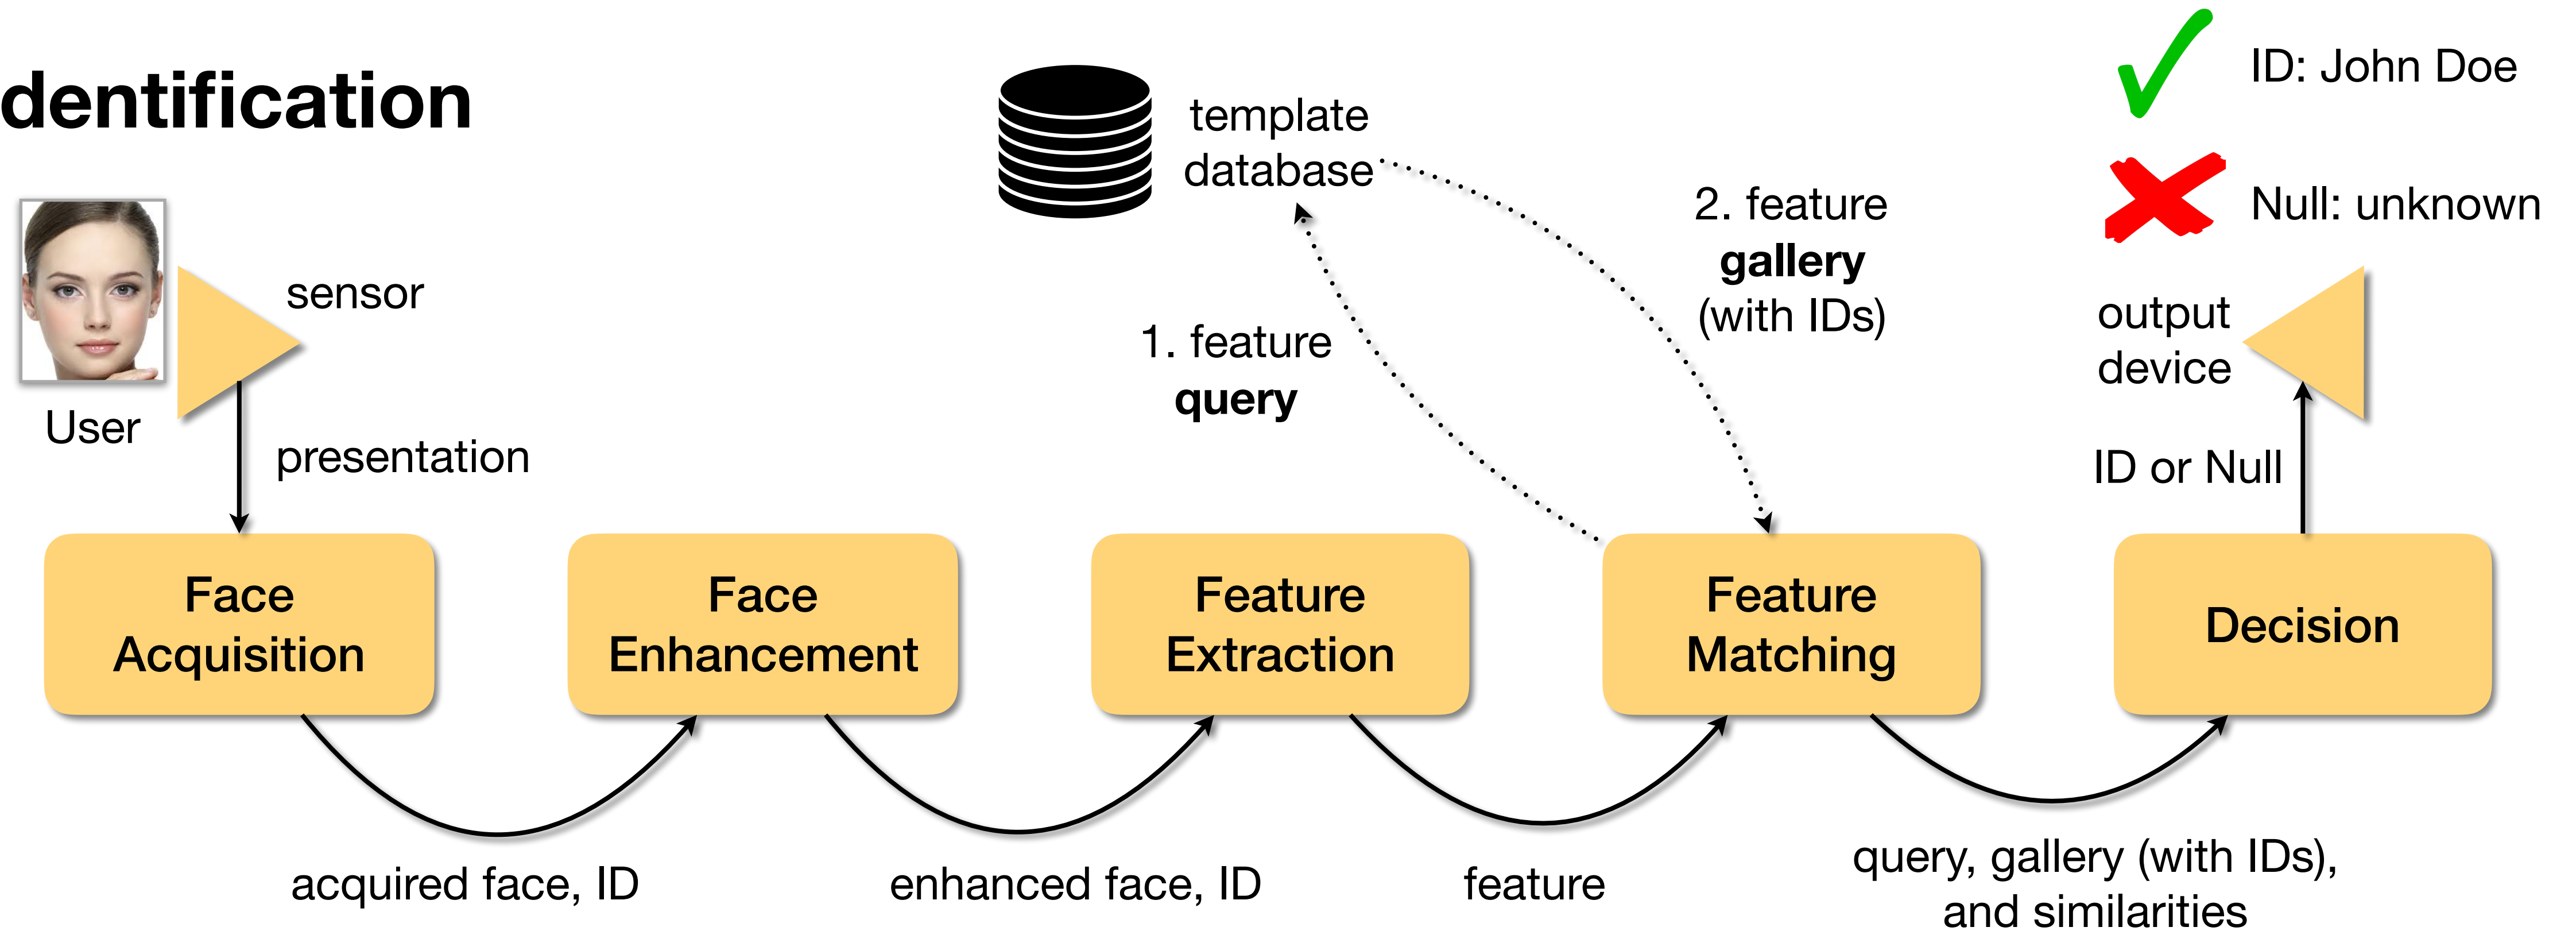 dentification
template
database
ID: John Doe
Null: unknown
sensor
User
presentation
1. feature
query
2. feature
gallery
(with IDs)
output
device
ID or Null
Face
Acquisition
Face
Enhancement
Feature
Extraction
Feature
Matching
Decision
acquired face, ID
enhanced face, ID
feature
query, gallery (with IDs),
and similarities